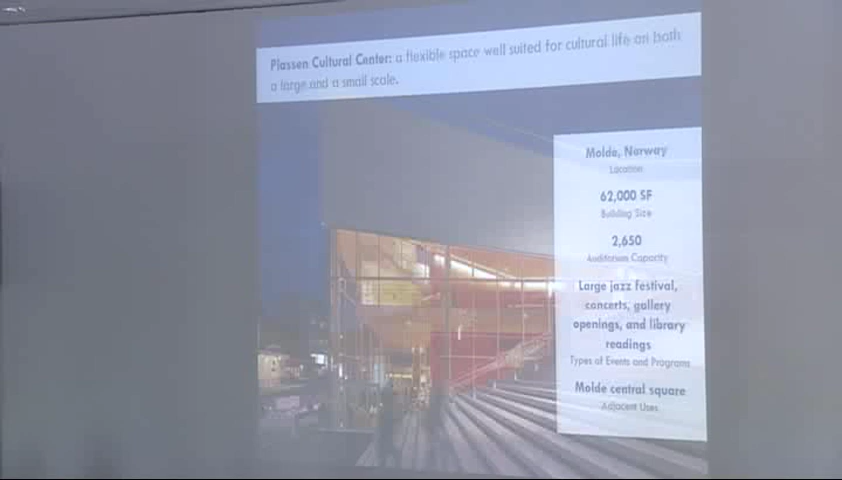 Plassen Cultural Center: a flexible space well suited for cultural life on both
a large and a small scale.
Molde, Norway
Location
62,000 SF
Building Size
2,650
Auditorium Capacity
Large jazz festival,
concerts, gallery
openings, and library
readings
Types of Events and Programs
Molde central square
Adjacent Uses